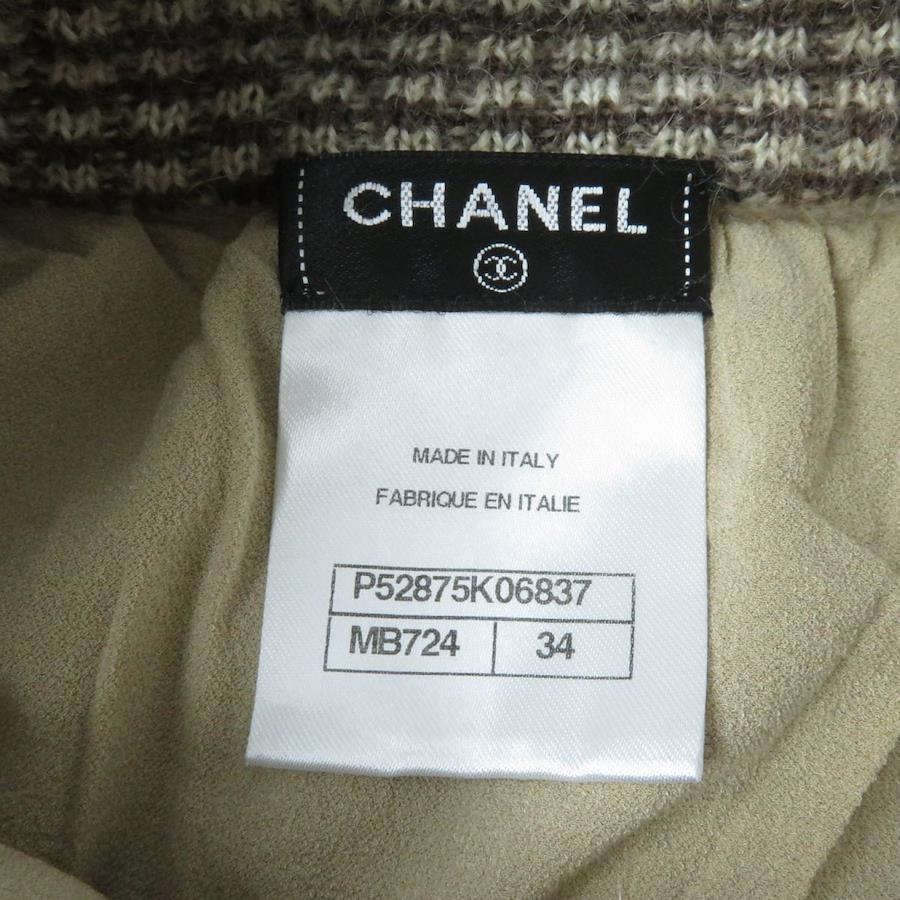 CHANEL
MADE IN ITALY
FABRIQUE EN ITALIE
P52875K06837
MB724 34